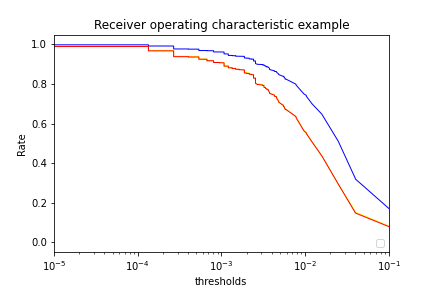 Receiver operating characteristic example
1.0
0.8
0.6
0.4
0.2
0.0
Rate
10⁻⁵ 10⁻⁴ 10⁻³ 10⁻² 10⁻¹
thresholds